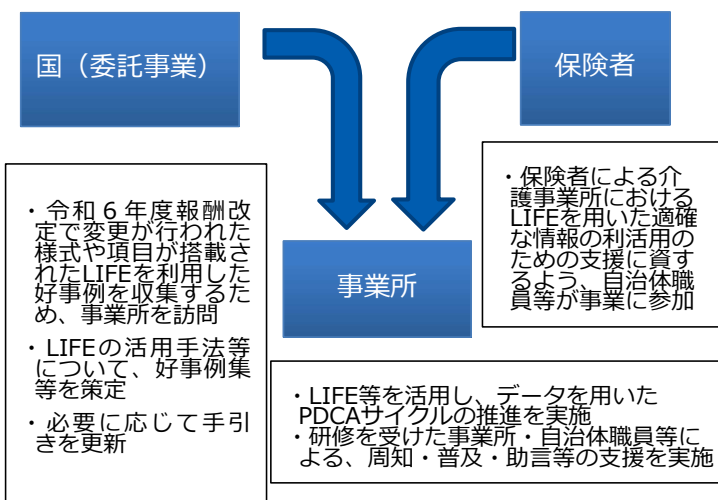 国（委託事業）
保険者
・令和６年度報酬改
定で変更が行われた
様式や項目が搭載さ
れたLIFEを利用した
好事例を収集するた
め、事業所を訪問
・LIFEの活用手法等
について、好事例集
等を策定
・必要に応じて手引
きを更新
・保険者による介
護事業所における
LIFEを用いた適確
な情報の利活用の
ための支援に資す
るよう、自治体職
員等が事業に参加
事業所
・LIFE等を活用し、データを用いた
PDCAサイクルの推進を実施
・研修を受けた事業所・自治体職員等に
よる、周知・普及・助言等の支援を実施